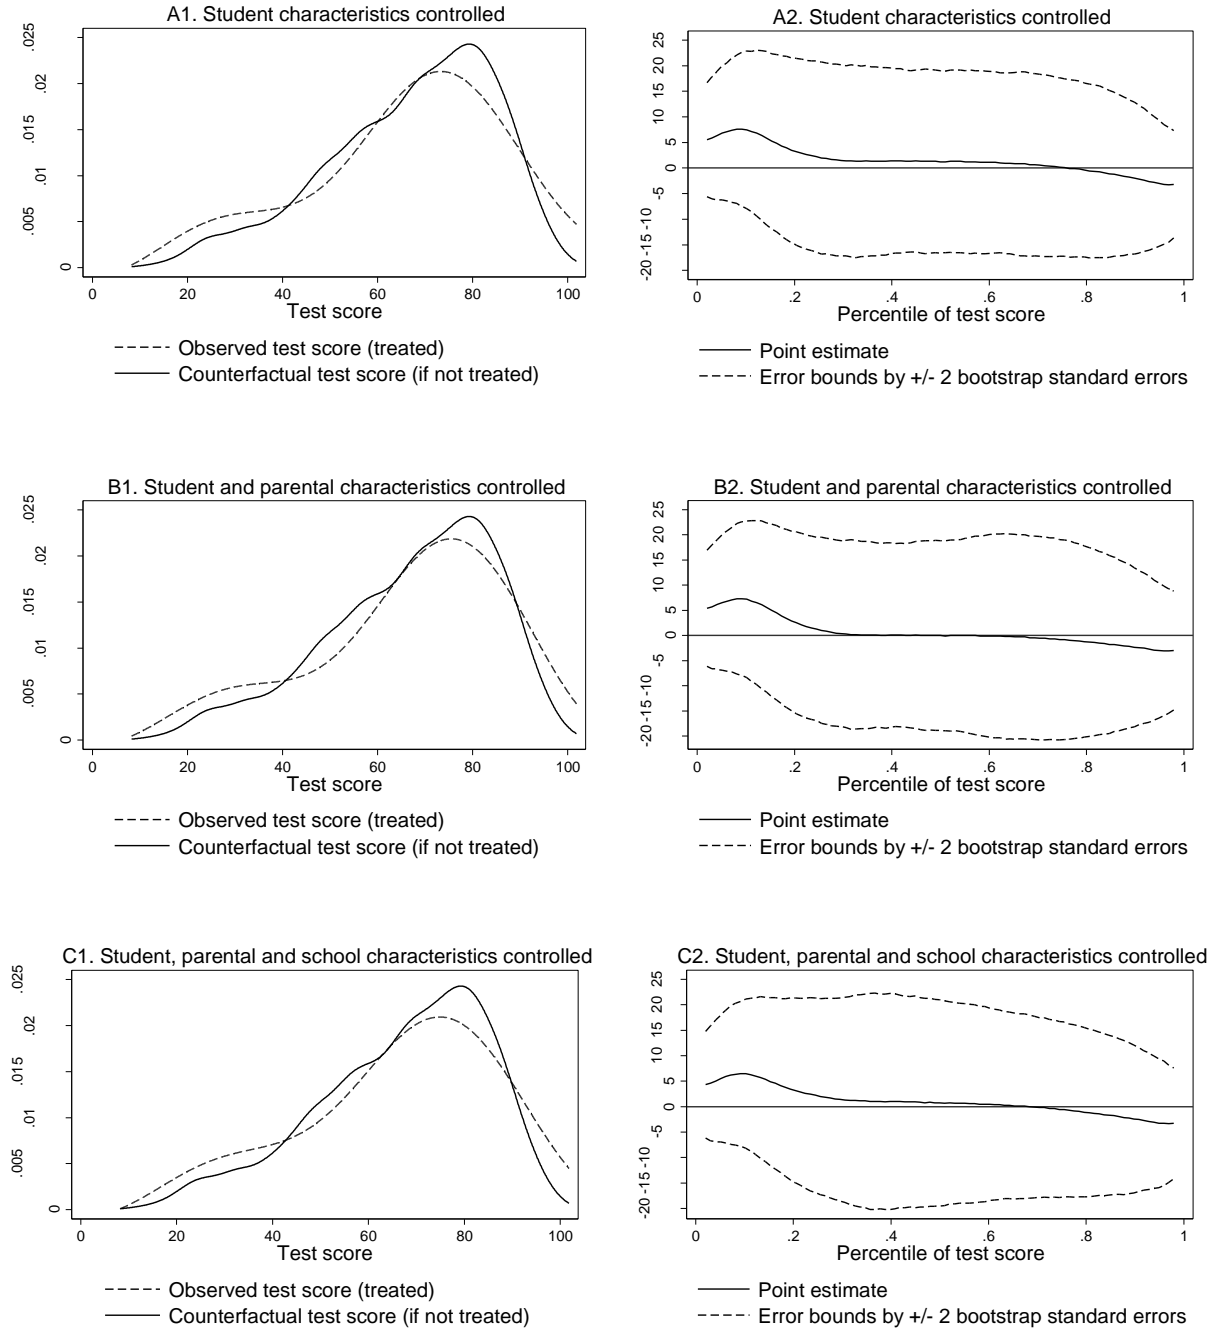 A1. Student characteristics controlled
.025
.02
.015
.01
.005
0
0 20 40 60 80 100
Test score
Observed test score (treated)
Counterfactual test score (if not treated)
A2. Student characteristics controlled
25
20
15
10
5
0
-5
-10
-15
-20
0 .2 .4 .6 .8 1
Percentile of test score
Point estimate
Error bounds by +/- 2 bootstrap standard errors
B1. Student and parental characteristics controlled
.025
.02
.015
.01
.005
0
0 20 40 60 80 100
Test score
Observed test score (treated)
Counterfactual test score (if not treated)
B2. Student and parental characteristics controlled
25
20
15
10
5
0
-5
-10
-15
-20
0 .2 .4 .6 .8 1
Percentile of test score
Point estimate
Error bounds by +/- 2 bootstrap standard errors
C1. Student, parental and school characteristics controlled
.025
.02
.015
.01
.005
0
0 20 40 60 80 100
Test score
Observed test score (treated)
Counterfactual test score (if not treated)
C2. Student, parental and school characteristics controlled
25
20
15
10
5
0
-5
-10
-15
-20
0 .2 .4 .6 .8 1
Percentile of test score
Point estimate
Error bounds by +/- 2 bootstrap standard errors